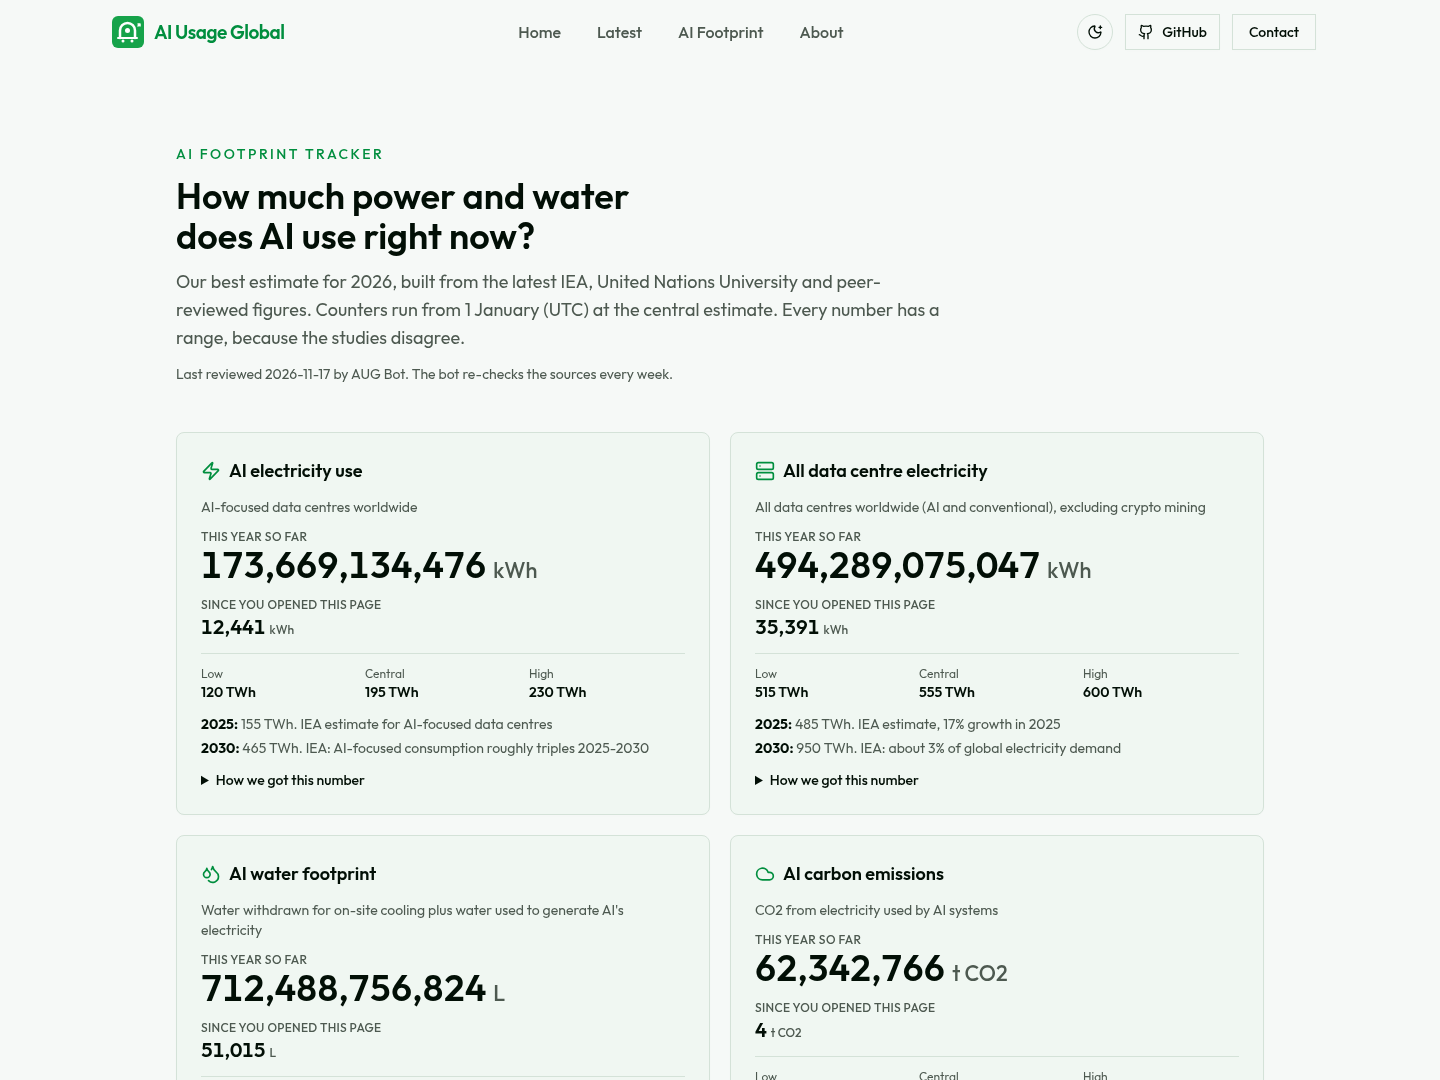 AI Usage Global
Home
Latest
AI Footprint
About
GitHub
Contact
AI FOOTPRINT TRACKER
How much power and water
does AI use right now?
Our best estimate for 2026, built from the latest IEA, United Nations University and peer-
reviewed figures. Counters run from 1 January (UTC) at the central estimate. Every number has a
range, because the studies disagree.
Last reviewed 2026-11-17 by AUG Bot. The bot re-checks the sources every week.
AI electricity use
AI-focused data centres worldwide
THIS YEAR SO FAR
173,669,134,476 kWh
SINCE YOU OPENED THIS PAGE
12,441 kWh
Low
Central
High
120 TWh
195 TWh
230 TWh
2025: 155 TWh. IEA estimate for AI-focused data centres
2030: 465 TWh. IEA: AI-focused consumption roughly triples 2025-2030
How we got this number
All data centre electricity
All data centres worldwide (AI and conventional), excluding crypto mining
THIS YEAR SO FAR
494,289,075,047 kWh
SINCE YOU OPENED THIS PAGE
35,391 kWh
Low
Central
High
515 TWh
555 TWh
600 TWh
2025: 485 TWh. IEA estimate, 17% growth in 2025
2030: 950 TWh. IEA: about 3% of global electricity demand
How we got this number
AI water footprint
Water withdrawn for on-site cooling plus water used to generate AI's
electricity
THIS YEAR SO FAR
712,488,756,824 L
SINCE YOU OPENED THIS PAGE
51,015 L
AI carbon emissions
CO2 from electricity used by AI systems
THIS YEAR SO FAR
62,342,766 t CO2
SINCE YOU OPENED THIS PAGE
4 t CO2
Low
Central
High